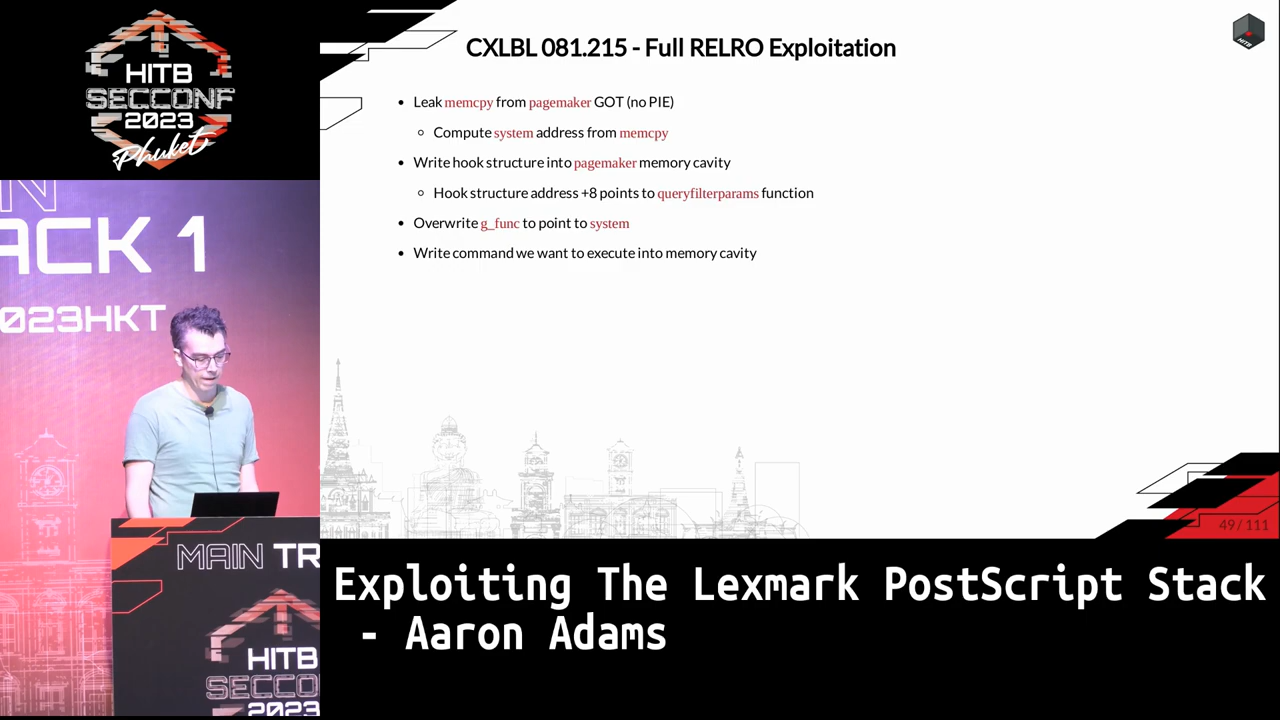 HITB
SECCONF
2023
Phuket
CXLBL 081.215 - Full RELRO Exploitation
HITB
• Leak memcpy from pagemaker GOT (no PIE)
◦ Compute system address from memcpy
• Write hook structure into pagemaker memory cavity
◦ Hook structure address +8 points to queryfilterparams function
• Overwrite g_func to point to system
• Write command we want to execute into memory cavity
49 / 111
N
ACK 1
023HKT
MAIN TR
HITB
SECCO
2023
Exploiting The Lexmark PostScript Stack
- Aaron Adams